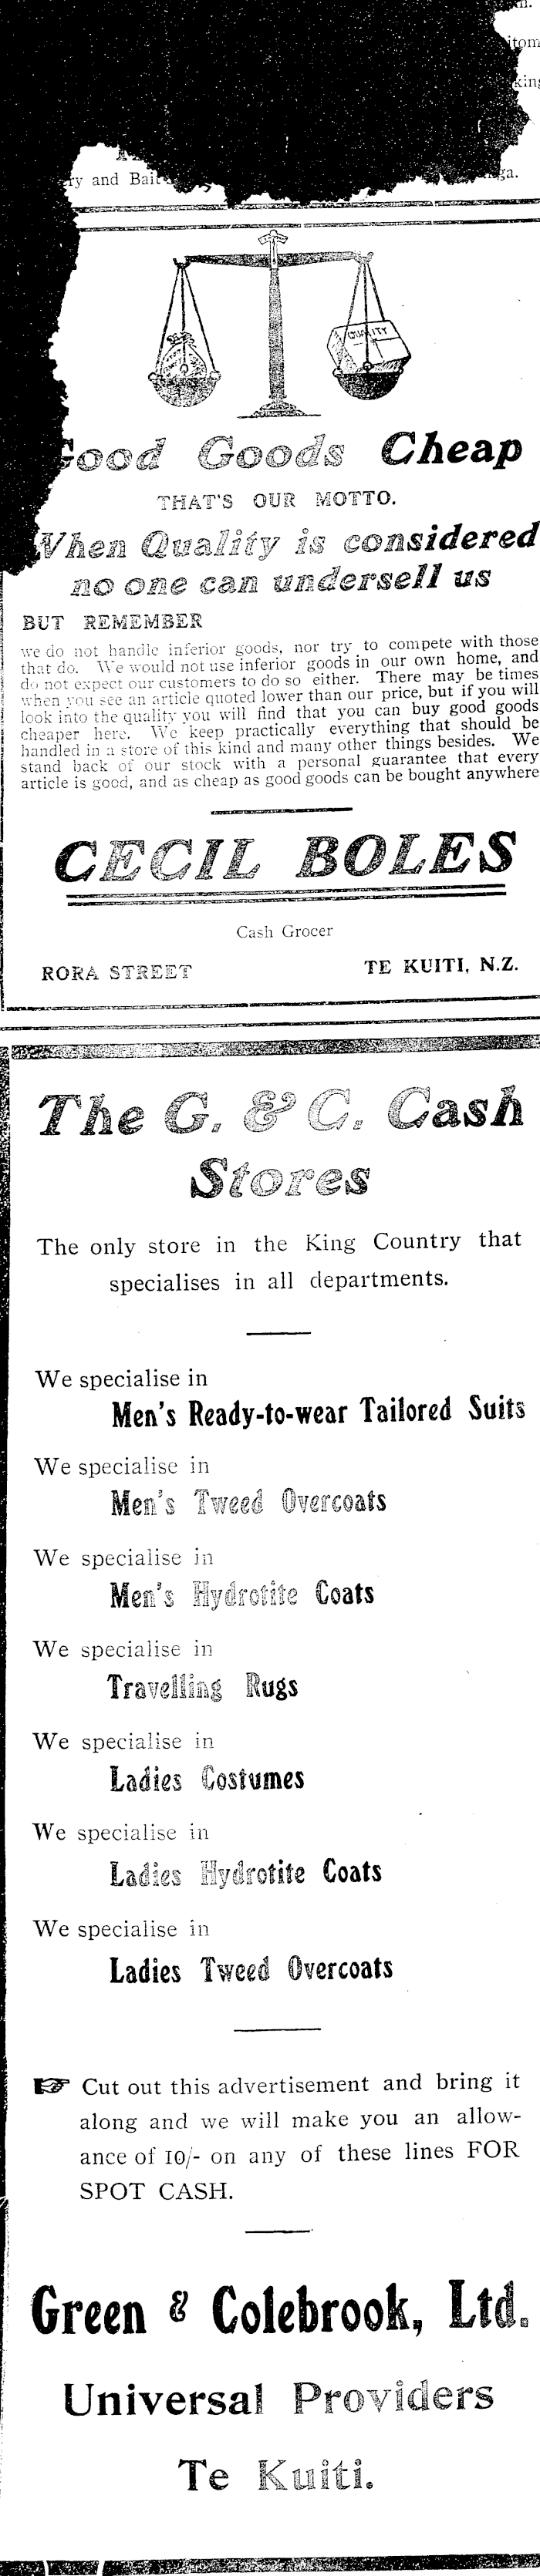 and Bait
QUALITY
Good Goods Cheap
THAT'S OUR MOTTO.
When Quality is considered
no one can undersell us
BUT REMEMBER
we do not handle inferior goods, nor try to compete with those
that do. We would not use inferior goods in our own home, and
do not expect our customers to do so either. There may be times
when you see an article quoted lower than our price, but if you will
look into the quality you will find that you can buy good goods
cheaper here. We keep practically everything that should be
handled in a store of this kind and many other things besides. We
stand back of our stock with a personal guarantee that every
article is good, and as cheap as good goods can be bought anywhere
CECIL BOLES
Cash Grocer
RORA STREET TE KUITI, N.Z.
The G. & C. Cash
Stores
The only store in the King Country that
specialises in all departments.
We specialise in
Men's Ready-to-wear Tailored Suits
We specialise in
Men's Tweed Overcoats
We specialise in
Men's Hydrotite Coats
We specialise in
Travelling Rugs
We specialise in
Ladies Costumes
We specialise in
Ladies Hydrotite Coats
We specialise in
Ladies Tweed Overcoats
☞ Cut out this advertisement and bring it
along and we will make you an allow-
ance of 10/- on any of these lines FOR
SPOT CASH.
Green & Colebrook, Ltd.
Universal Providers
Te Kuiti.